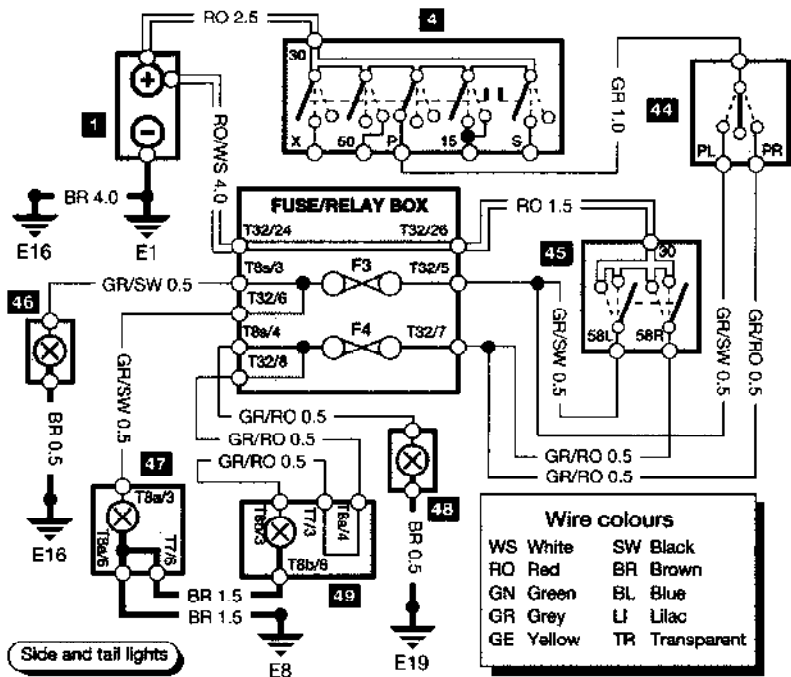 RO 2.5
4
30
X
50
P
15
S
1
RO/WS 4.0
GR 1.0
44
PL
PR
BR 4.0
E16
E1
FUSE/RELAY BOX
T32/24
T32/26
RO 1.5
T8a/3
F3
T32/5
T32/6
T8a/4
F4
T32/7
T32/8
45
30
58L
58R
46
GR/SW 0.5
GR/SW 0.5
GR/SW 0.5
GR/SW 0.5
GR/RO 0.5
BR 0.5
E16
GR/RO 0.5
GR/RO 0.5
GR/RO 0.5
GR/RO 0.5
GR/RO 0.5
47
T8a/3
T8a/6
T7/6
T8b/3
T7/3
T8a/4
T8b/6
49
48
BR 0.5
E19
BR 1.5
BR 1.5
E8
Side and tail lights
Wire colours
WS White SW Black
RO Red BR Brown
GN Green BL Blue
GR Grey LI Lilac
GE Yellow TR Transparent